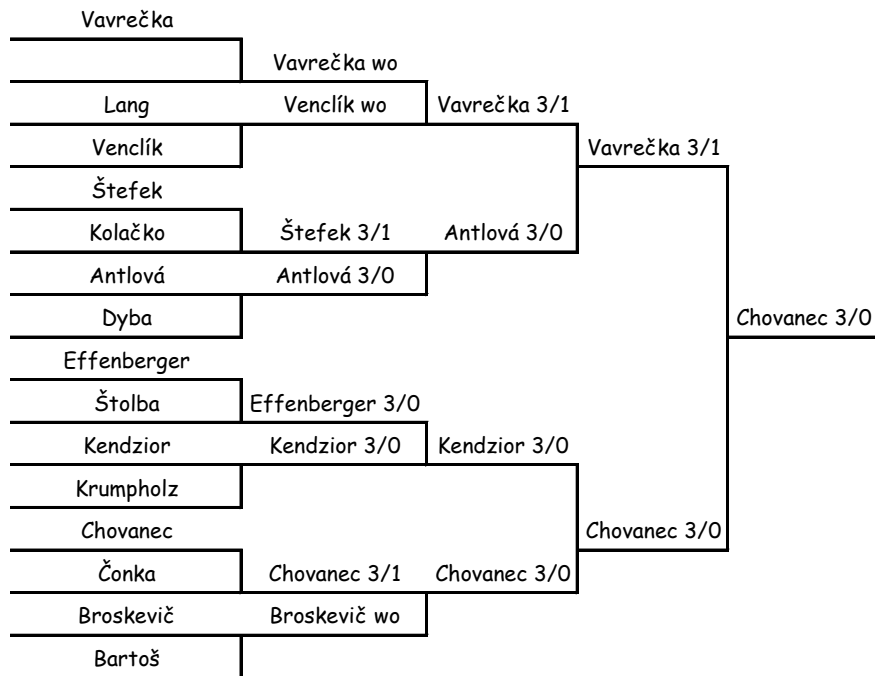 Vavrečka
Vavrečka wo
Lang Venclík wo Vavrečka 3/1
Venclík Vavrečka 3/1
Štefek
Kolačko Štefek 3/1 Antlová 3/0
Antlová Antlová 3/0
Dyba Chovanec 3/0
Effenberger
Štolba Effenberger 3/0
Kendzior Kendzior 3/0 Kendzior 3/0
Krumpholz
Chovanec Chovanec 3/0
Čonka Chovanec 3/1 Chovanec 3/0
Broskevič Broskevič wo
Bartoš